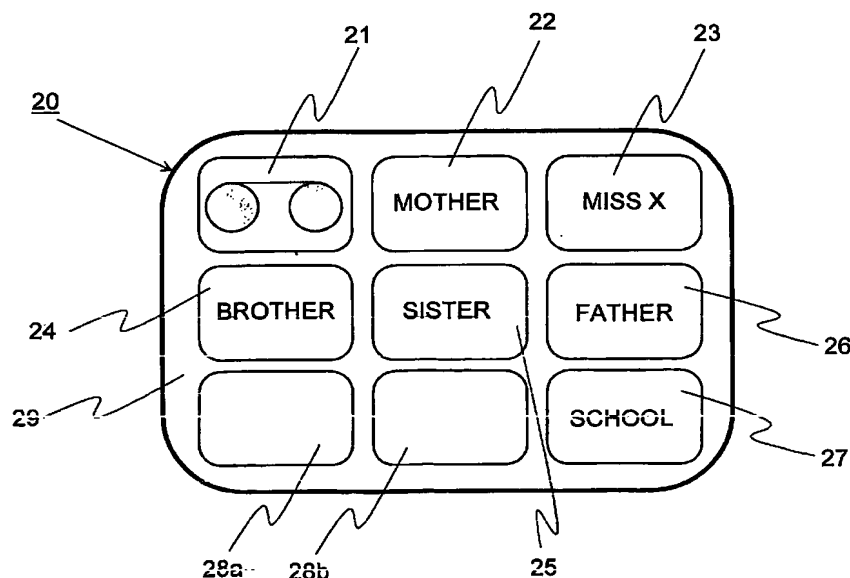 21 22 23
20
MOTHER MISS X
BROTHER SISTER FATHER
24 26
29 SCHOOL
27
28a 28b 25